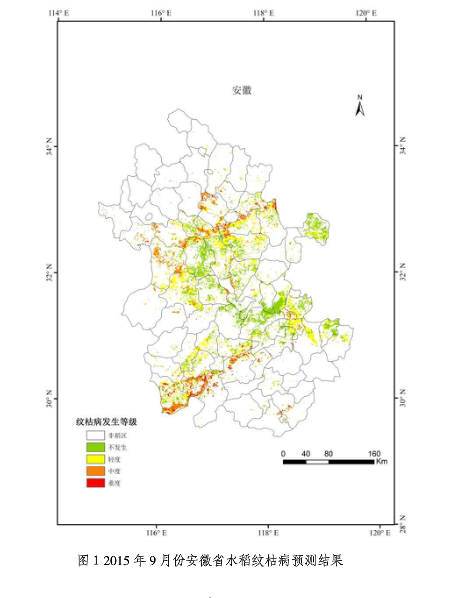 114° E 116° E 118° E 120° E
安徽
N
34° N 34° N
32° N 32° N
30° N 30° N
纹枯病发生等级
非稻区
不发生
轻度
中度
重度
0 40 80 160
Km
28° N
116° E 118° E 120° E
图 1 2015 年 9 月份安徽省水稻纹枯病预测结果